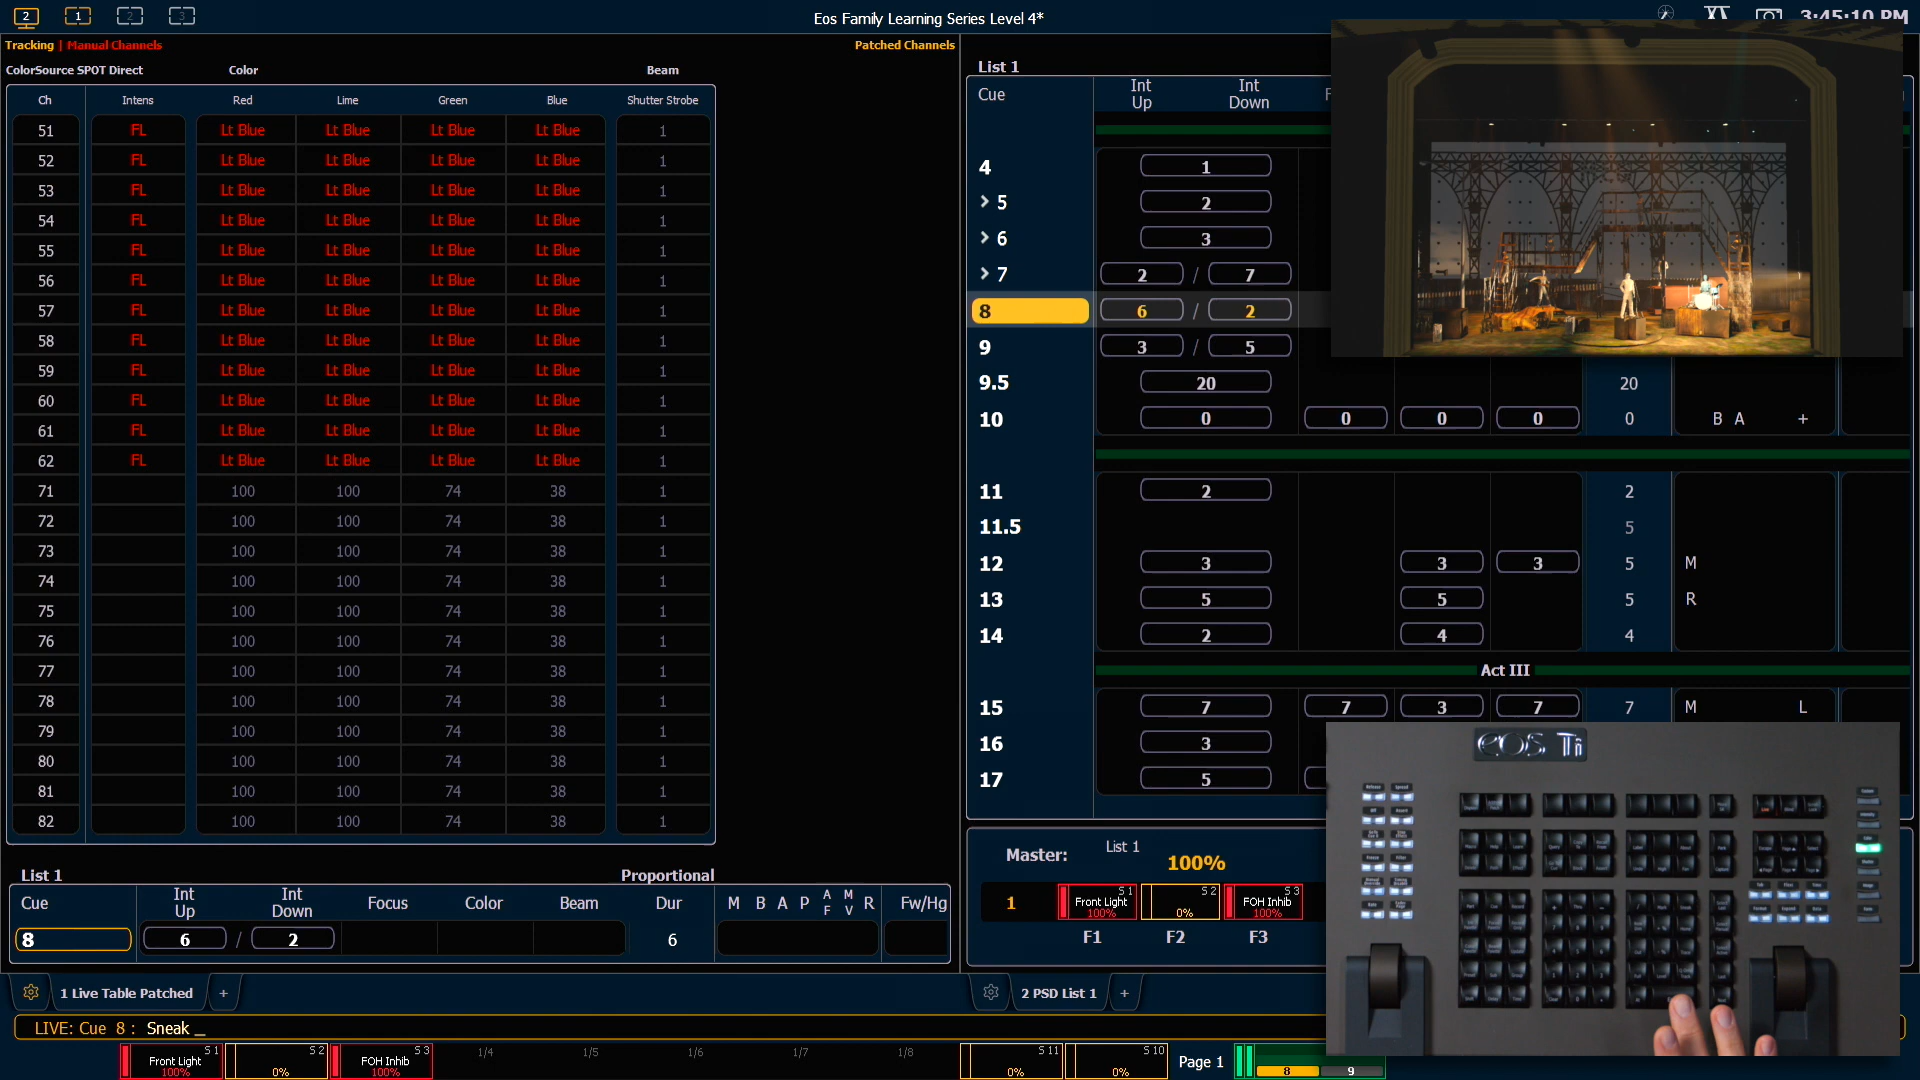 2 1 2 3
Eos Family Learning Series Level 4*
3:45:10 PM
Tracking | Manual Channels
Patched Channels
ColorSource SPOT Direct Color Beam
Ch Intens Red Lime Green Blue Shutter Strobe
51 FL Lt Blue Lt Blue Lt Blue Lt Blue 1
52 FL Lt Blue Lt Blue Lt Blue Lt Blue 1
53 FL Lt Blue Lt Blue Lt Blue Lt Blue 1
54 FL Lt Blue Lt Blue Lt Blue Lt Blue 1
55 FL Lt Blue Lt Blue Lt Blue Lt Blue 1
56 FL Lt Blue Lt Blue Lt Blue Lt Blue 1
57 FL Lt Blue Lt Blue Lt Blue Lt Blue 1
58 FL Lt Blue Lt Blue Lt Blue Lt Blue 1
59 FL Lt Blue Lt Blue Lt Blue Lt Blue 1
60 FL Lt Blue Lt Blue Lt Blue Lt Blue 1
61 FL Lt Blue Lt Blue Lt Blue Lt Blue 1
62 FL Lt Blue Lt Blue Lt Blue Lt Blue 1
71 100 100 74 38 1
72 100 100 74 38 1
73 100 100 74 38 1
74 100 100 74 38 1
75 100 100 74 38 1
76 100 100 74 38 1
77 100 100 74 38 1
78 100 100 74 38 1
79 100 100 74 38 1
80 100 100 74 38 1
81 100 100 74 38 1
82 100 100 74 38 1
List 1 Proportional
Cue Int Up Int Down Focus Color Beam Dur M B A P A F M V R Fw/Hg
8 6 / 2 6
1 Live Table Patched +
List 1
Cue Int Up Int Down F
4 1
> 5 2
> 6 3
> 7 2 / 7
8 6 / 2
9 3 / 5
9.5 20 20
10 0 0 0 0 0 B A +
11 2 2
11.5 5
12 3 3 3 5 M
13 5 5 5 R
14 2 4 4
Act III
15 7 7 3 7 7 M L
16 3
17 5
Master: List 1 100%
1 S 1 Front Light 100% S 2 0% S 3 FOH Inhib 100%
F1 F2 F3
2 PSD List 1 +
eos Ti
LIVE: Cue 8 : Sneak _
S 1 Front Light 100% S 2 0% S 3 FOH Inhib 100% 1/4 1/5 1/6 1/7 1/8 S 11 0% S 10 0% Page 1 8 9